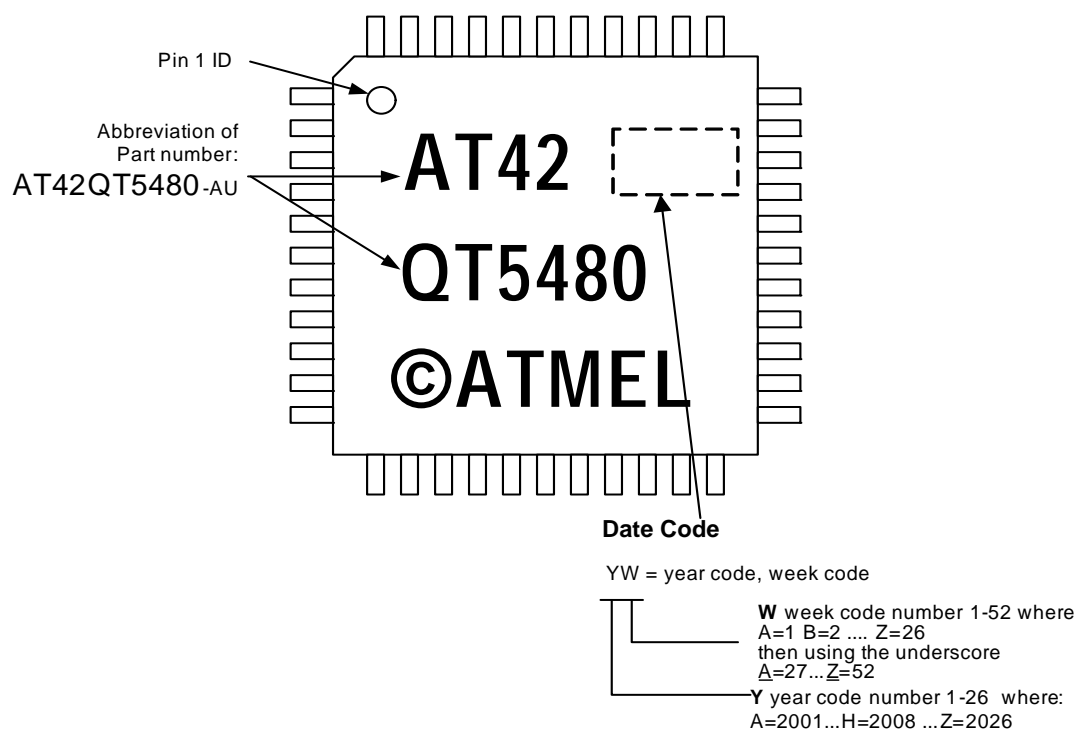 Pin 1 ID
Abbreviation of
Part number:
AT42QT5480-AU
AT42
QT5480
©ATMEL
Date Code
YW = year code, week code
W week code number 1-52 where
A=1 B=2 .... Z=26
then using the underscore
A=27...Z=52
Y year code number 1-26 where:
A=2001...H=2008 ...Z=2026